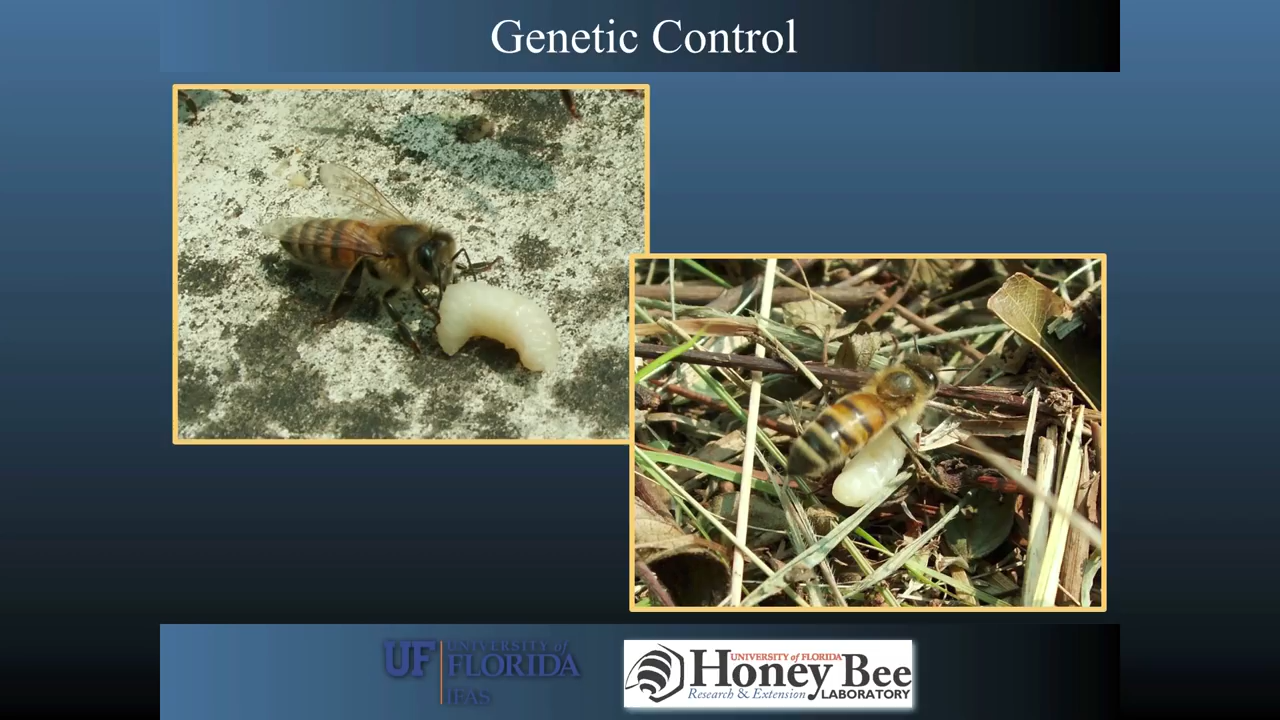 Genetic Control
UF UNIVERSITY of
FLORIDA
IFAS
UNIVERSITY of FLORIDA
Honey Bee
Research & Extension LABORATORY